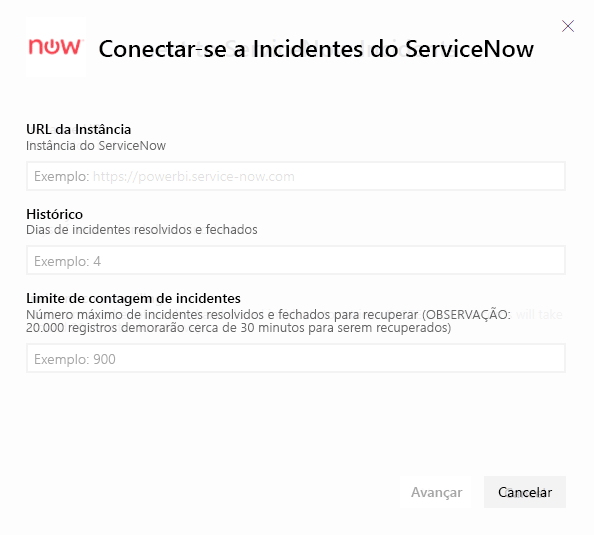 now
Conectar-se a Incidentes do ServiceNow
URL da Instância
Instância do ServiceNow
Exemplo: https://powerbi.service-now.com
Histórico
Dias de incidentes resolvidos e fechados
Exemplo: 4
Limite de contagem de incidentes
Número máximo de incidentes resolvidos e fechados para recuperar (OBSERVAÇÃO: will take
20.000 registros demorarão cerca de 30 minutos para serem recuperados)
Exemplo: 900
Avançar
Cancelar